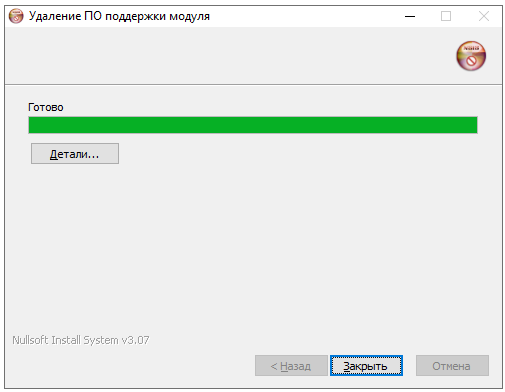 Удаление ПО поддержки модуля
Готово
Детали...
Nullsoft Install System v3.07
< Назад
Закрыть
Отмена